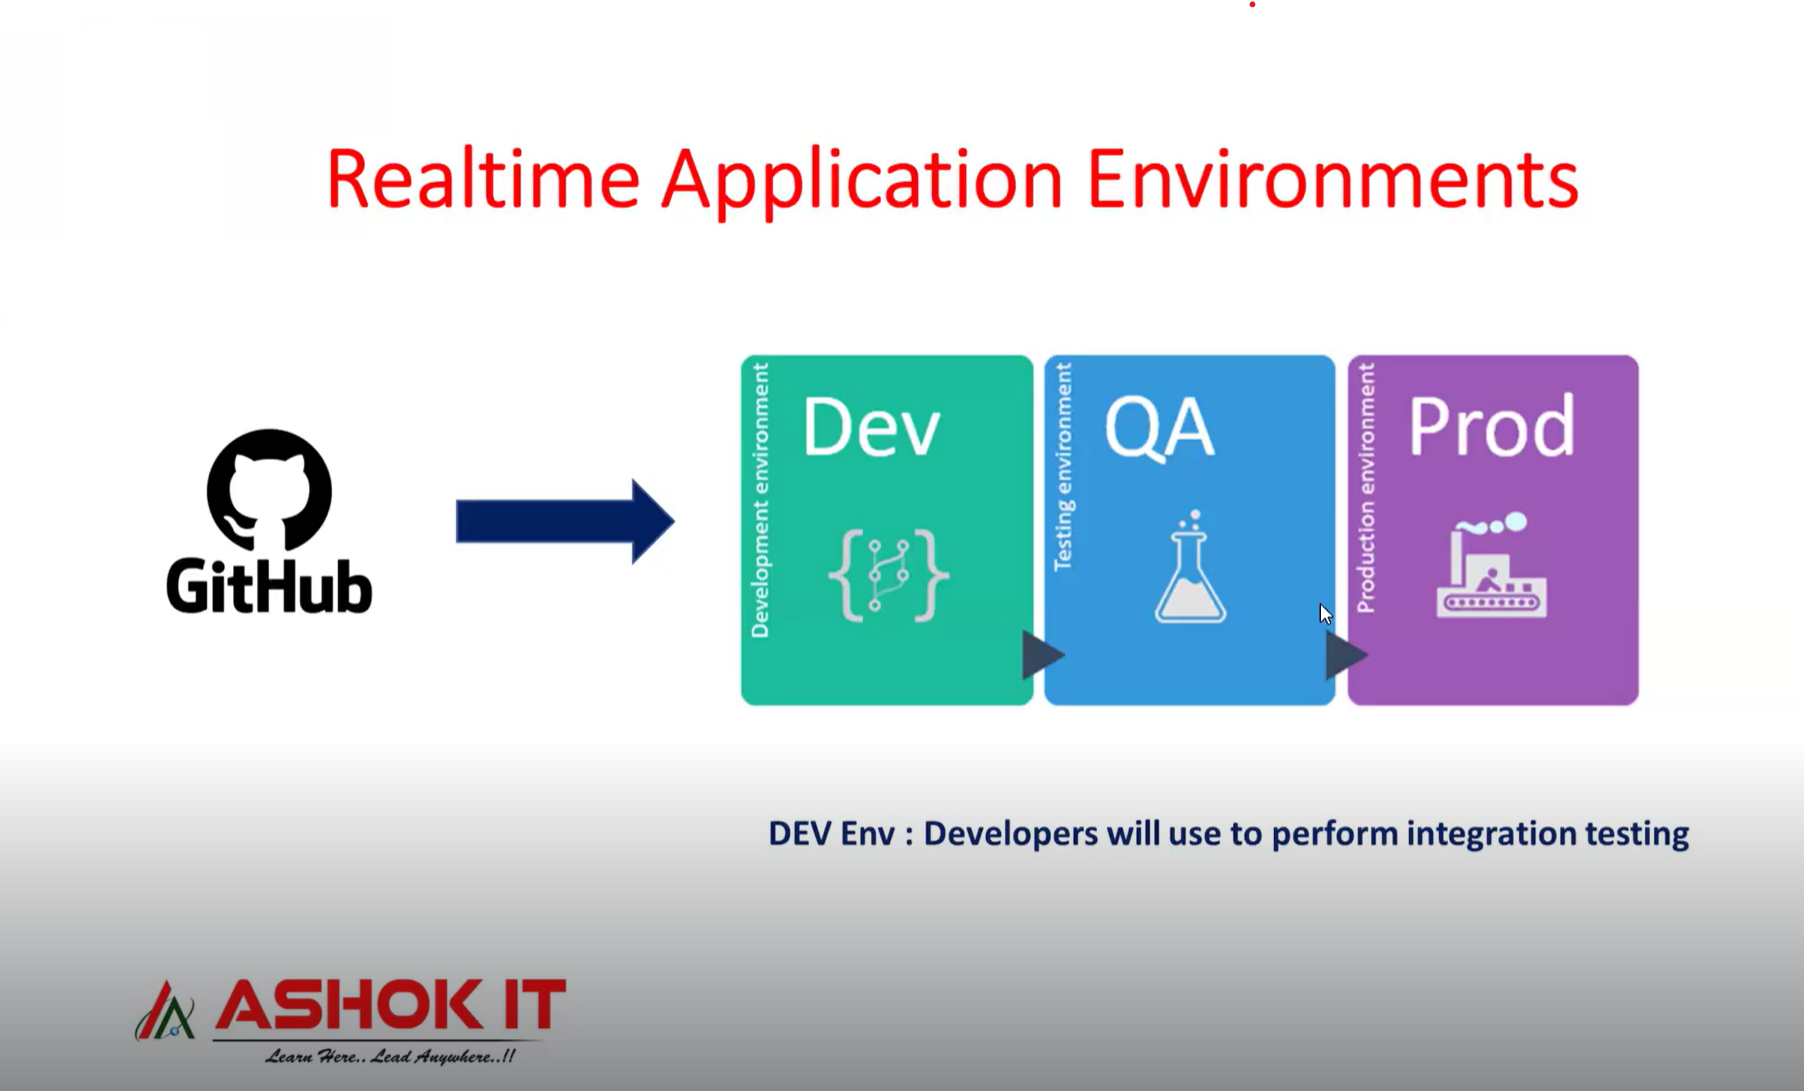 Realtime Application Environments
GitHub
Development environment
Dev
Testing environment
QA
Production environment
Prod
DEV Env : Developers will use to perform integration testing
ASHOK IT
Learn Here.. Lead Anywhere..!!